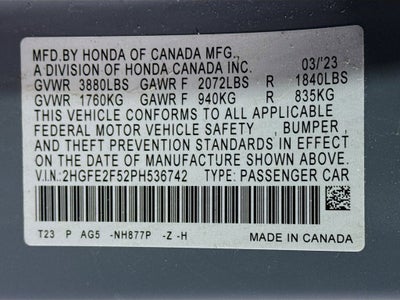 MFD.BY HONDA OF CANADA MFG.,
A DIVISION OF HONDA CANADA INC. 03/'23
GVWR 3880LBS GAWR F 2072LBS R 1840LBS
GVWR 1760KG GAWR F 940KG R 835KG
THIS VEHICLE CONFORMS TO ALL APPLICABLE
FEDERAL MOTOR VEHICLE SAFETY , BUMPER ,
AND THEFT PREVENTION STANDARDS IN EFFECT
ON THE DATE OF MANUFACTURE SHOWN ABOVE.
V.I.N.:2HGFE2F52PH536742 TYPE: PASSENGER CAR
T23 P AG5 -NH877P -Z -H MADE IN CANADA